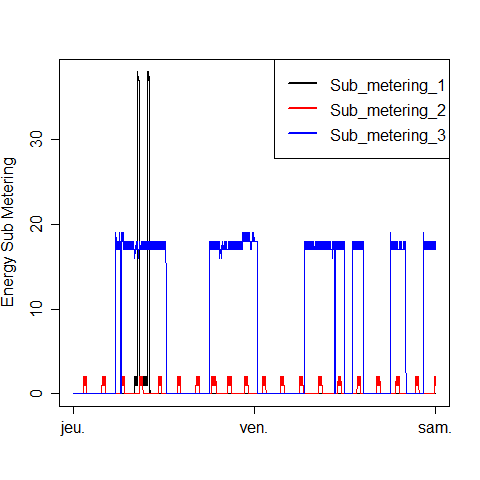 Sub_metering_1
Sub_metering_2
Sub_metering_3
Energy Sub Metering
30
20
10
0
jeu. ven. sam.